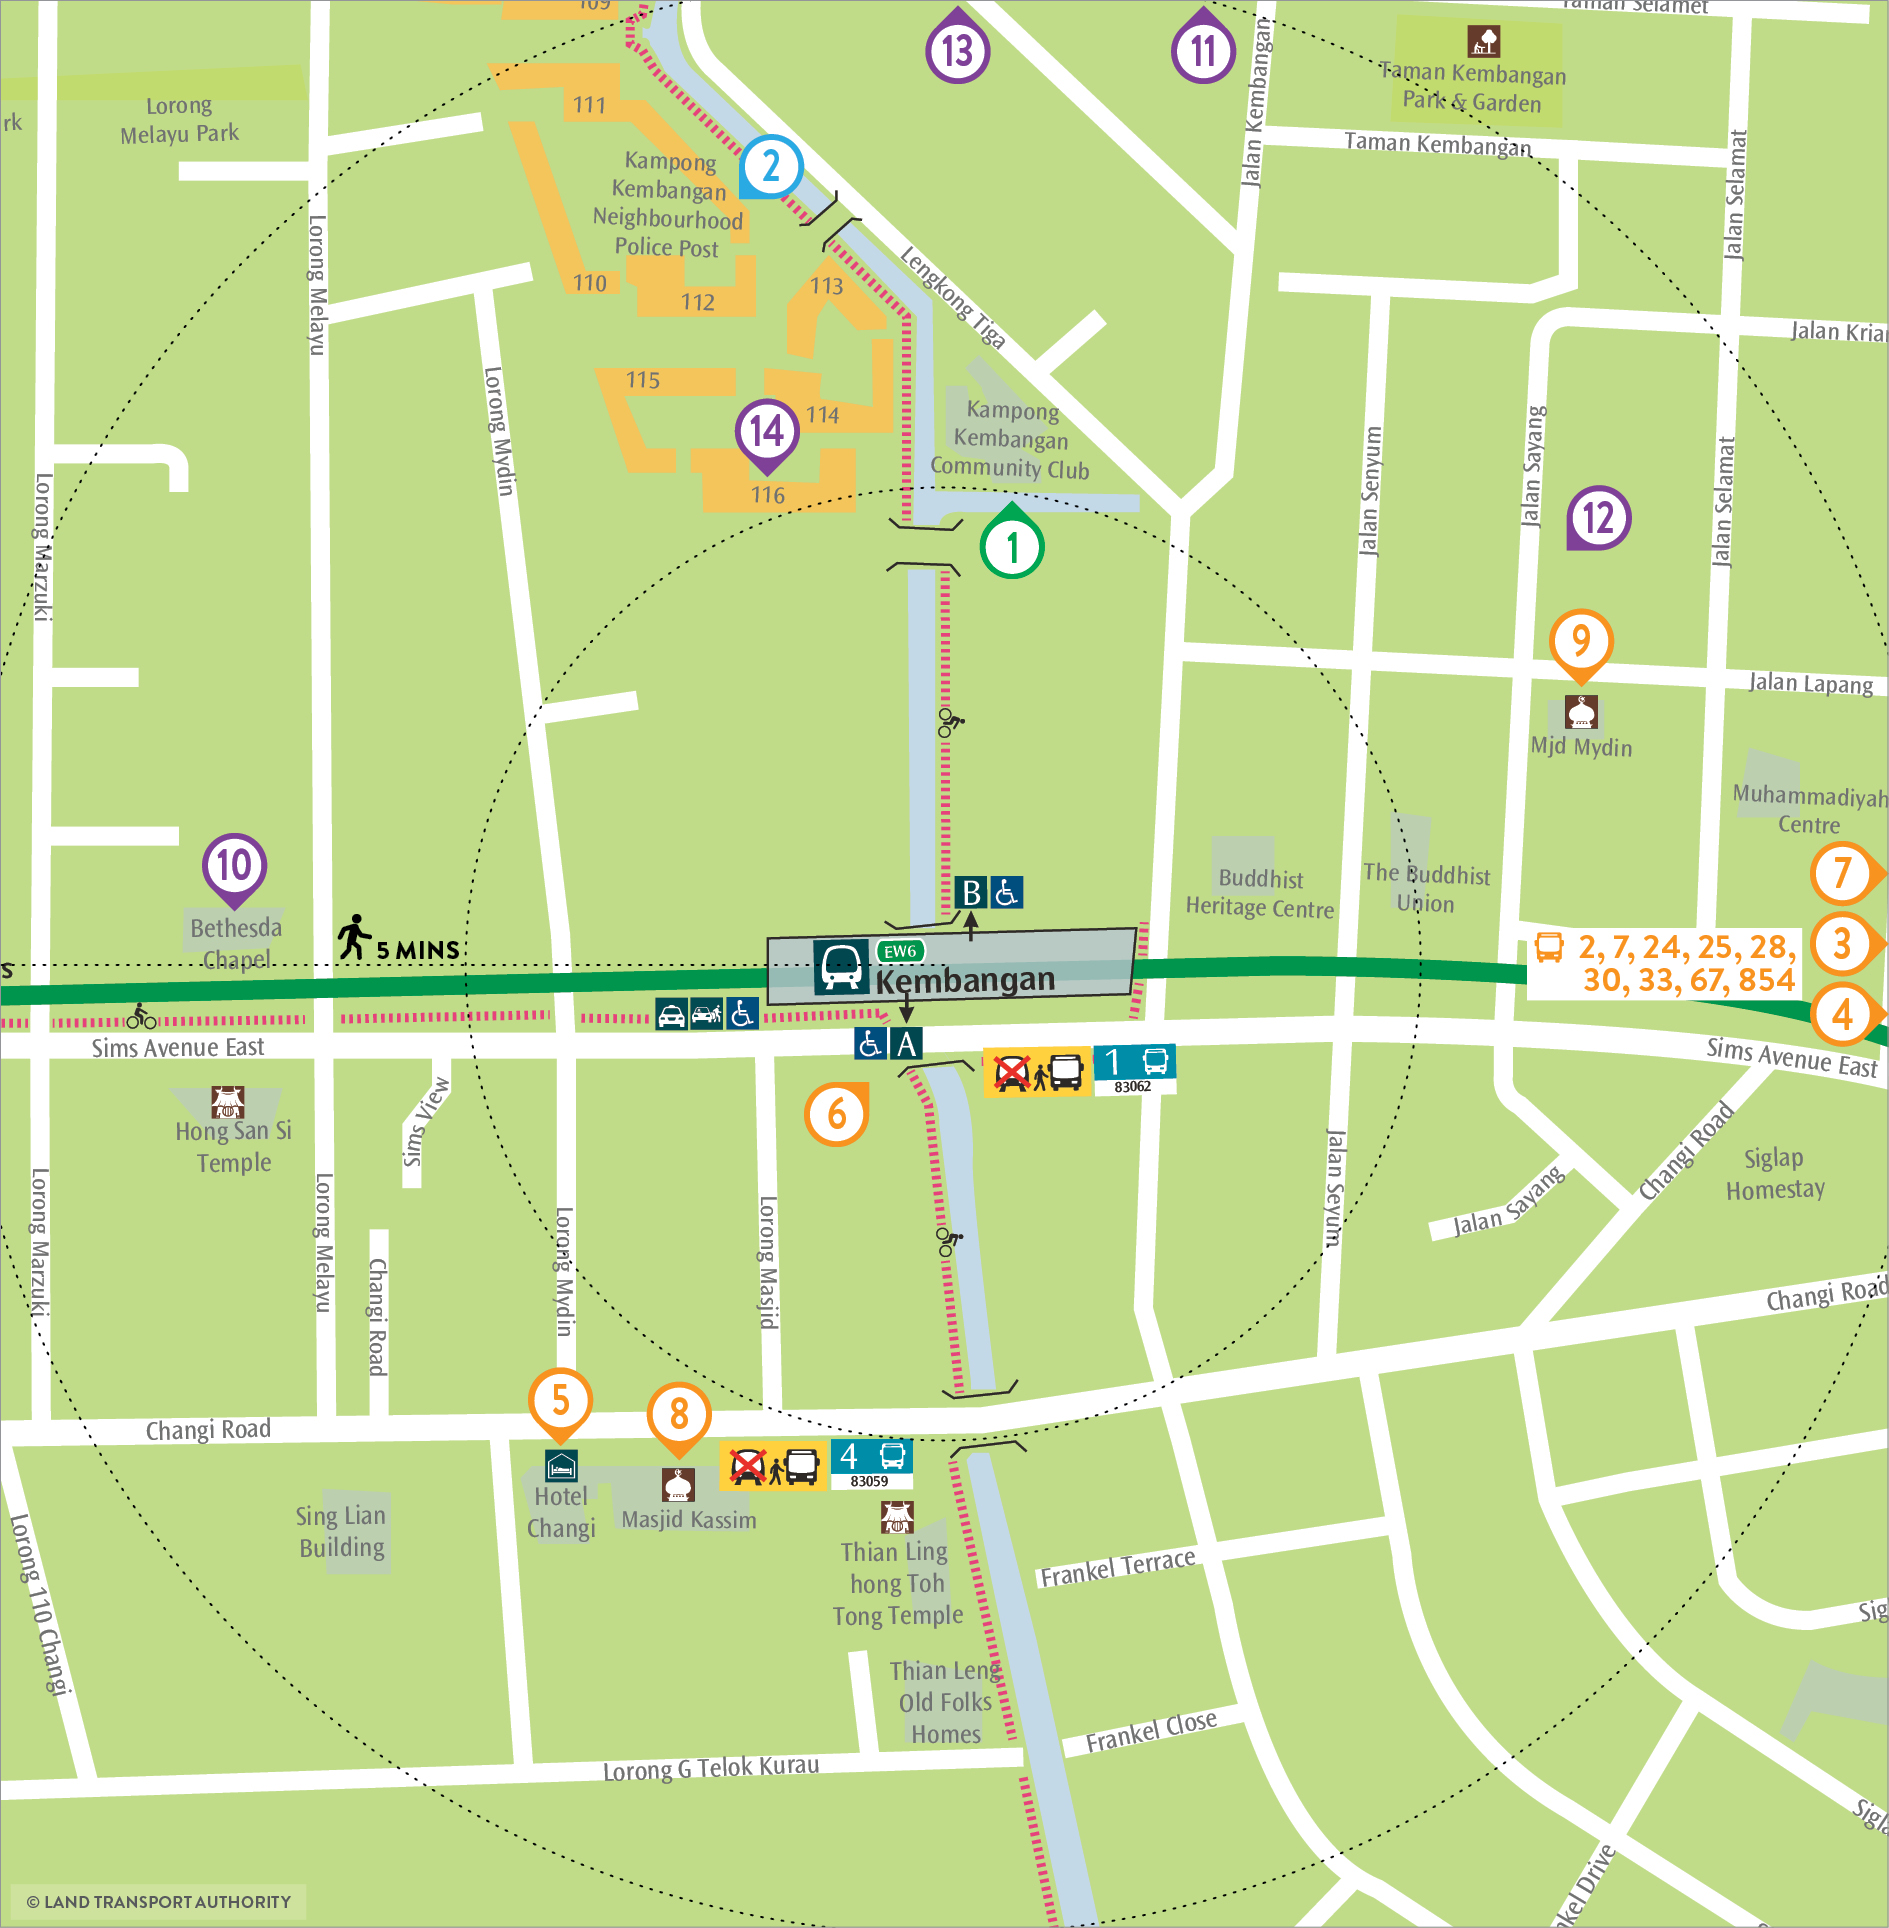 109
13
11
Taman Selamet
Taman Kembangan
Park & Garden
Jalan Kembangan
Taman Kembangan
Jalan Selamat
rk
Lorong
Melayu Park
111
Kampong
Kembangan
Neighbourhood
Police Post
2
110
112
113
Lorong Melayu
Lengkong Tiga
115
114
14
116
Lorong Mydin
Kampong
Kembangan
Community Club
1
Jalan Senyum
Jalan Sayang
Jalan Selamat
12
Lorong Marzuki
9
Jalan Lapang
Mjd Mydin
Muhammadiyah
Centre
10
Bethesda
Chapel
5 MINS
S
B
EW6
Kembangan
A
Buddhist
Heritage Centre
The Buddhist
Union
2, 7, 24, 25, 28,
30, 33, 67, 854
7
3
4
Sims Avenue East
Sims Avenue East
1
83062
6
Hong San Si
Temple
Sims View
Lorong Marzuki
Lorong Melayu
Changi Road
Lorong Mydin
Lorong Masjid
Jalan Seyum
Jalan Sayang
Changi Road
Siglap
Homestay
Changi Road
Changi Road
5
8
4
83059
Hotel
Changi
Masjid Kassim
Sing Lian
Building
Thian Ling
hong Toh
Tong Temple
Lorong 110 Changi
Frankel Terrace
Thian Leng
Old Folks
Homes
Frankel Close
Lorong G Telok Kurau
© LAND TRANSPORT AUTHORITY